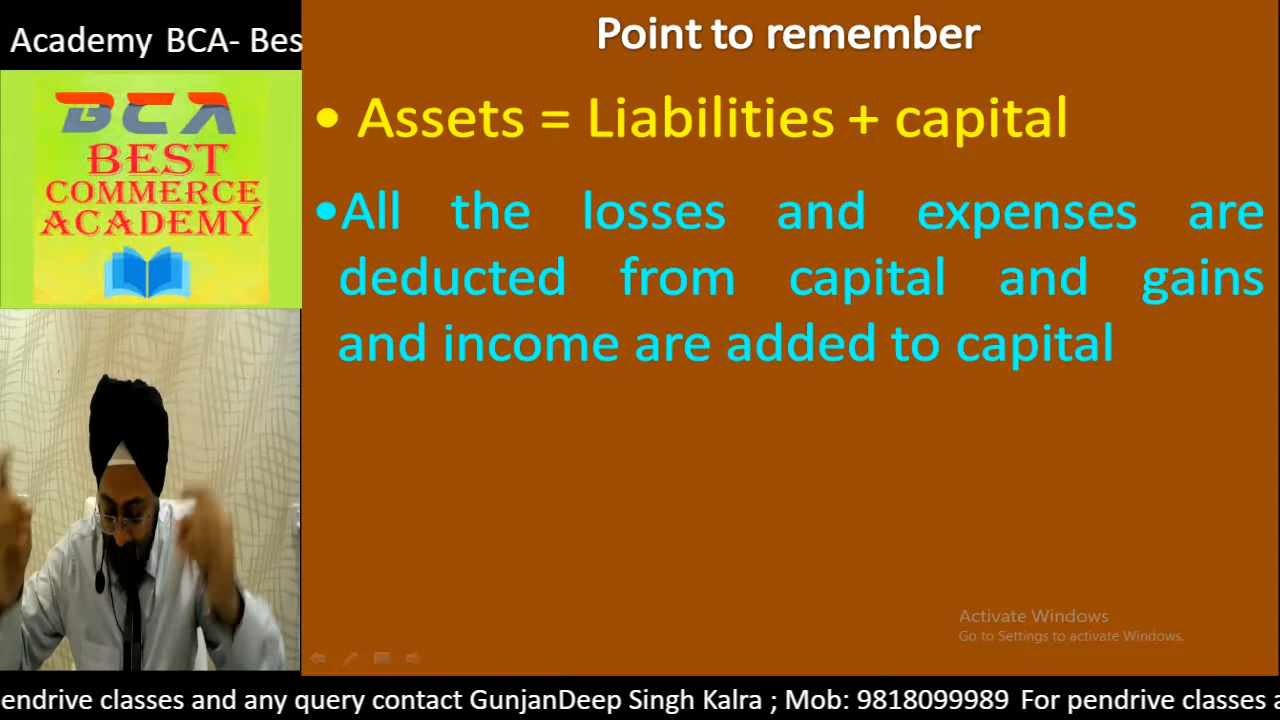 Academy BCA- Bes
BCA
BEST
COMMERCE
ACADEMY
Point to remember
• Assets = Liabilities + capital
•All the losses and expenses are
deducted from capital and gains
and income are added to capital
Activate Windows
Go to Settings to activate Windows.
endrive classes and any query contact GunjanDeep Singh Kalra ; Mob: 9818099989 For pendrive classes a